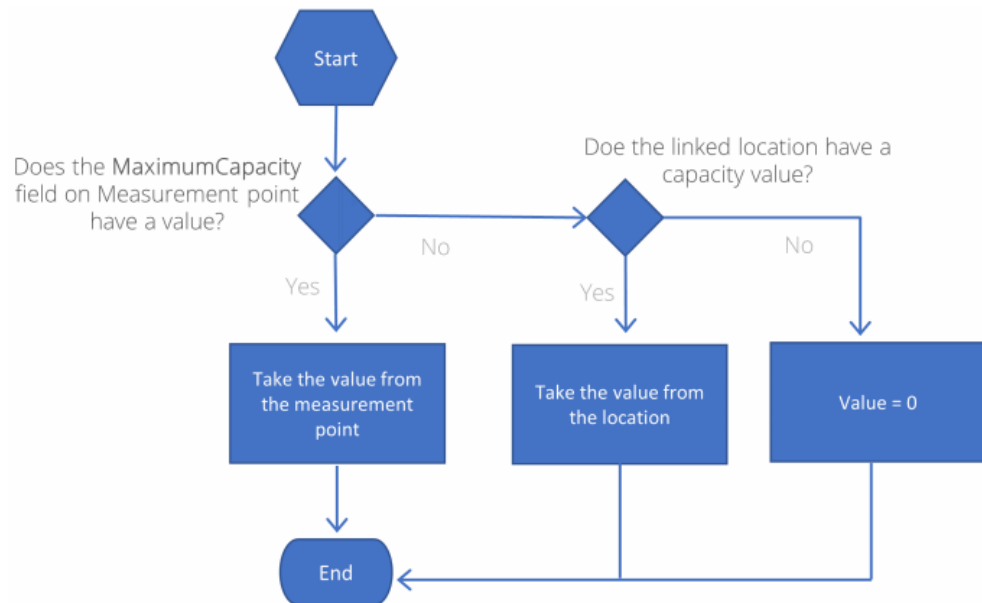 Start
Does the MaximumCapacity
field on Measurement point
have a value?
Doe the linked location have a
capacity value?
No
No
Yes
Yes
Take the value from
the measurement
point
Take the value from
the location
Value = 0
End